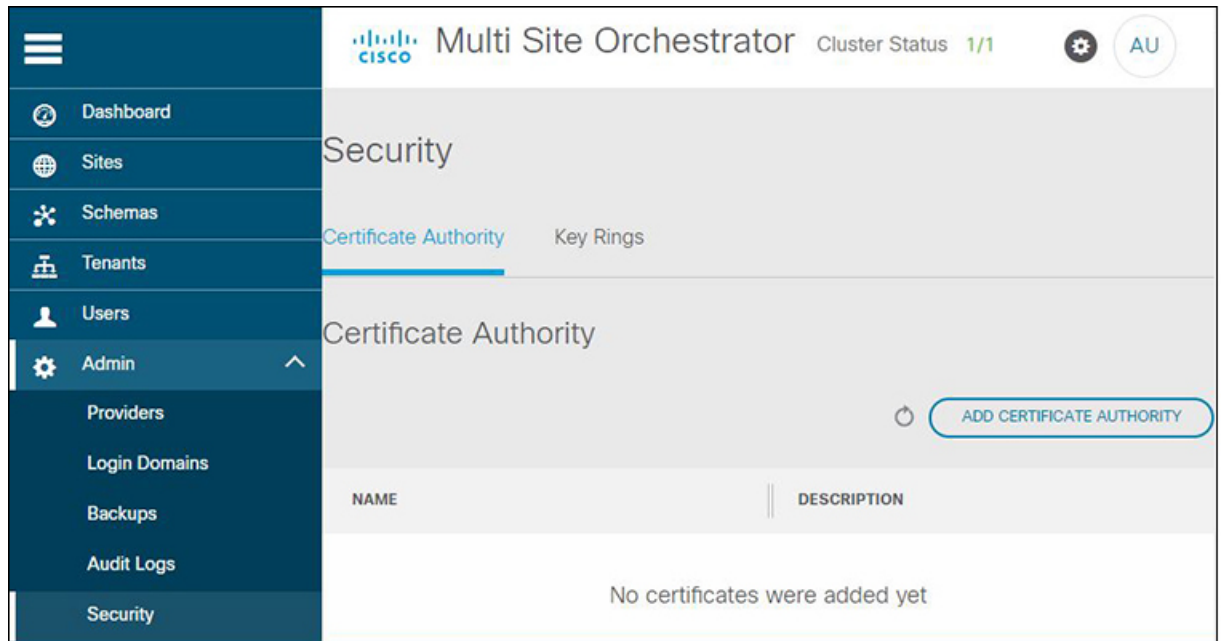 CISCO Multi Site Orchestrator Cluster Status 1/1 AU
Dashboard
Sites
Schemas
Tenants
Users
Admin
Providers
Login Domains
Backups
Audit Logs
Security
Security
Certificate Authority Key Rings
Certificate Authority
ADD CERTIFICATE AUTHORITY
NAME DESCRIPTION
No certificates were added yet